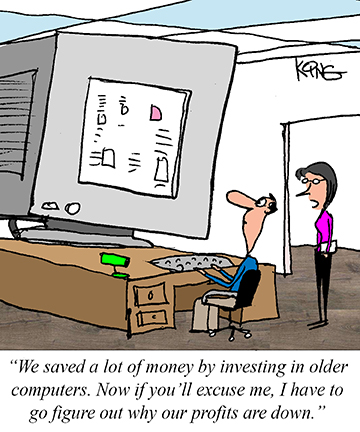 KPNG
“We saved a lot of money by investing in older
computers. Now if you’ll excuse me, I have to
go figure out why our profits are down.”